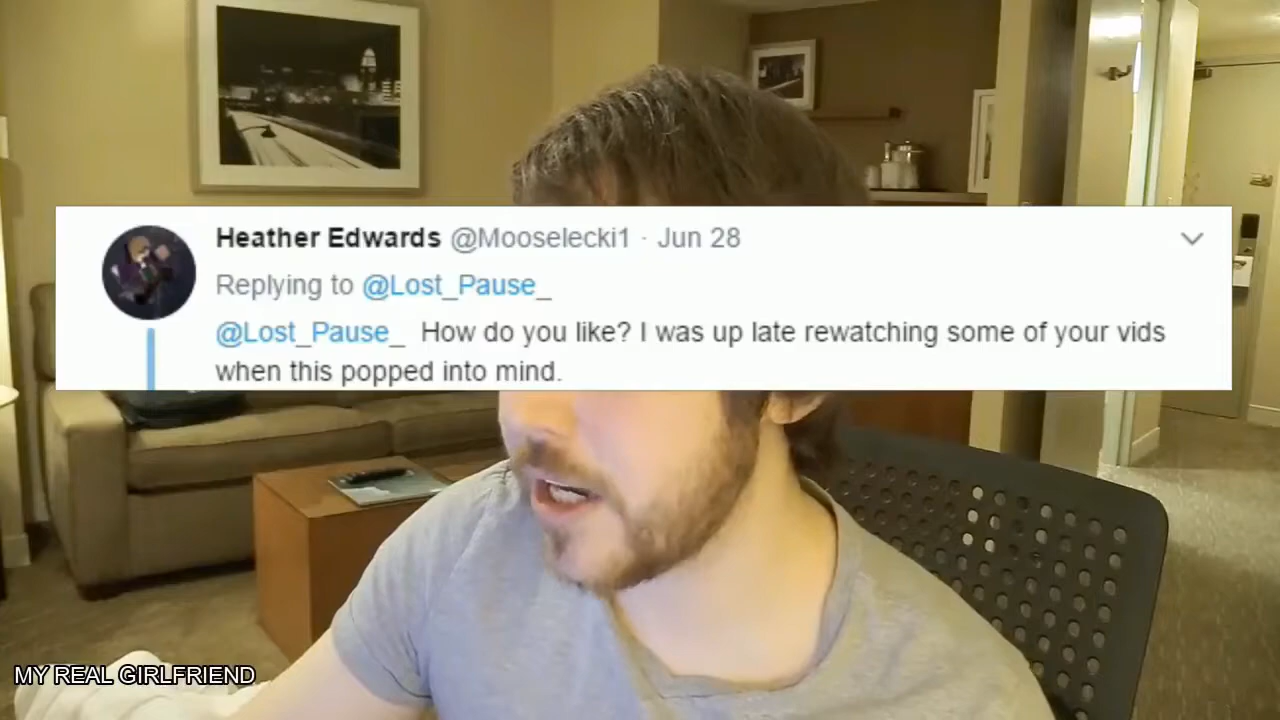 Heather Edwards @Mooselecki1 · Jun 28
Replying to @Lost_Pause_
@Lost_Pause_ How do you like? I was up late rewatching some of your vids
when this popped into mind.
MY REAL GIRLFRIEND